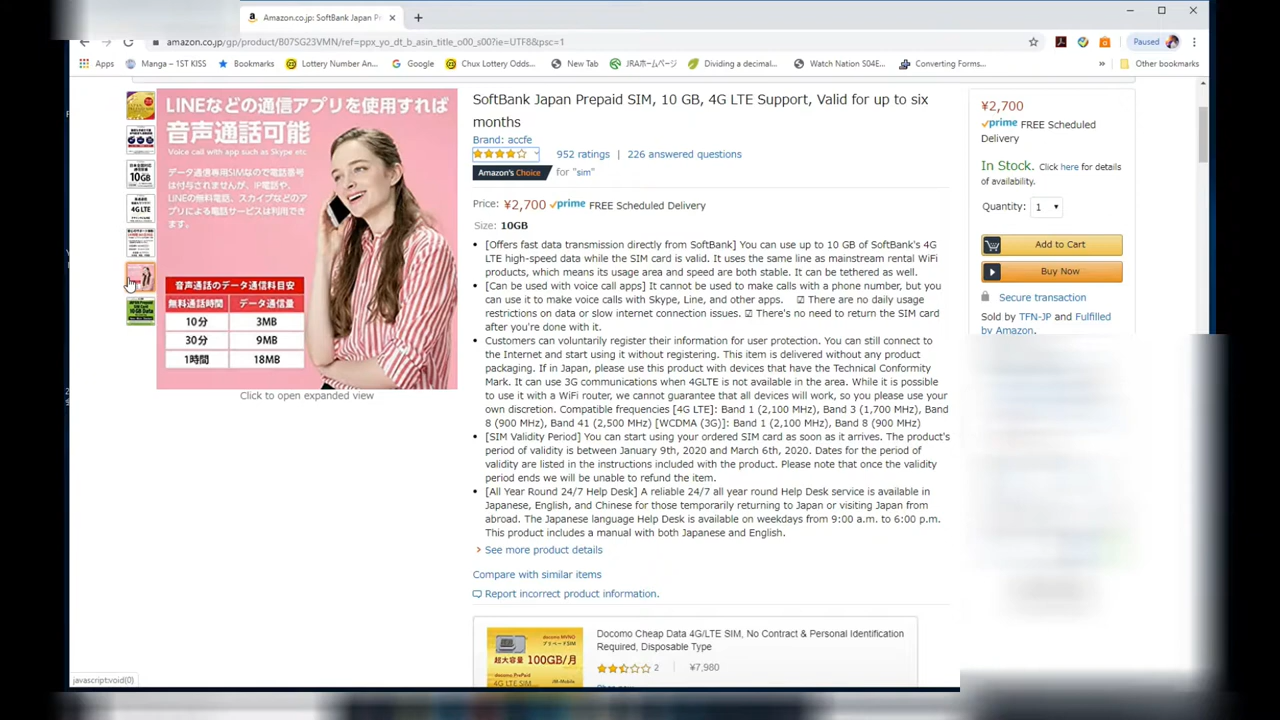 Amazon.co.jp: SoftBank Japan Pr
amazon.co.jp/gp/product/B07SG23VMN/ref=ppx_yo_dt_b_asin_title_o00_s00?ie=UTF8&psc=1
Paused
Apps
Manga – 1ST KISS
Bookmarks
Lottery Number An...
Google
Chux Lottery Odds...
New Tab
JRAホームページ
Dividing a decimal...
Watch Nation S04E...
Converting Forms...
»
Other bookmarks
LINEなどの通信アプリを使用すれば
音声通話可能
Voice call with app such as Skype etc
データ通信専用SIMなので電話番号
は付与されませんが、IP電話や、
LINEの無料電話、スカイプなどのア
プリによる電話サービスは利用でき
ます。
音声通話のデータ通信料目安
無料通話時間 データ通信量
10分 3MB
30分 9MB
1時間 18MB
10GB
4G LTE
Click to open expanded view
SoftBank Japan Prepaid SIM, 10 GB, 4G LTE Support, Valid for up to six
months
Brand: accfe
952 ratings | 226 answered questions
Amazon's Choice for "sim"
Price: ¥2,700 prime FREE Scheduled Delivery
Size: 10GB
• [Offers fast data transmission directly from SoftBank] You can use up to 10 GB of SoftBank's 4G
LTE high-speed data while the SIM card is valid. It uses the same line as mainstream rental WiFi
products, which means its usage area and speed are both stable. It can be tethered as well.
• [Can be used with voice call apps] It cannot be used to make calls with a phone number, but you
can use it to make voice calls with Skype, Line, and other apps. ☑ There are no daily usage
restrictions on data or slow internet connection issues. ☑ There's no need to return the SIM card
after you're done with it.
• Customers can voluntarily register their information for user protection. You can still connect to
the Internet and start using it without registering. This item is delivered without any product
packaging. If in Japan, please use this product with devices that have the Technical Conformity
Mark. It can use 3G communications when 4GLTE is not available in the area. While it is possible
to use it with a WiFi router, we cannot guarantee that all devices will work, so you please use your
own discretion. Compatible frequencies [4G LTE]: Band 1 (2,100 MHz), Band 3 (1,700 MHz), Band
8 (900 MHz), Band 41 (2,500 MHz) [WCDMA (3G)]: Band 1 (2,100 MHz), Band 8 (900 MHz)
• [SIM Validity Period] You can start using your ordered SIM card as soon as it arrives. The product's
period of validity is between January 9th, 2020 and March 6th, 2020. Dates for the period of
validity are listed in the instructions included with the product. Please note that once the validity
period ends we will be unable to refund the item.
• [All Year Round 24/7 Help Desk] A reliable 24/7 all year round Help Desk service is available in
Japanese, English, and Chinese for those temporarily returning to Japan or visiting Japan from
abroad. The Japanese language Help Desk is available on weekdays from 9:00 a.m. to 6:00 p.m.
This product includes a manual with both Japanese and English.
› See more product details
Compare with similar items
Report incorrect product information.
docomo MVNO
プリペードSIM
超大容量 100GB/月
docomo PrePaid
4G LTE SIM JM-Mobile
Docomo Cheap Data 4G/LTE SIM, No Contract & Personal Identification
Required, Disposable Type
2 | ¥7,980
¥2,700
prime FREE Scheduled
Delivery
In Stock. Click here for details
of availability.
Quantity: 1
Add to Cart
Buy Now
Secure transaction
Sold by TFN-JP and Fulfilled
by Amazon.
javascript:void(0)